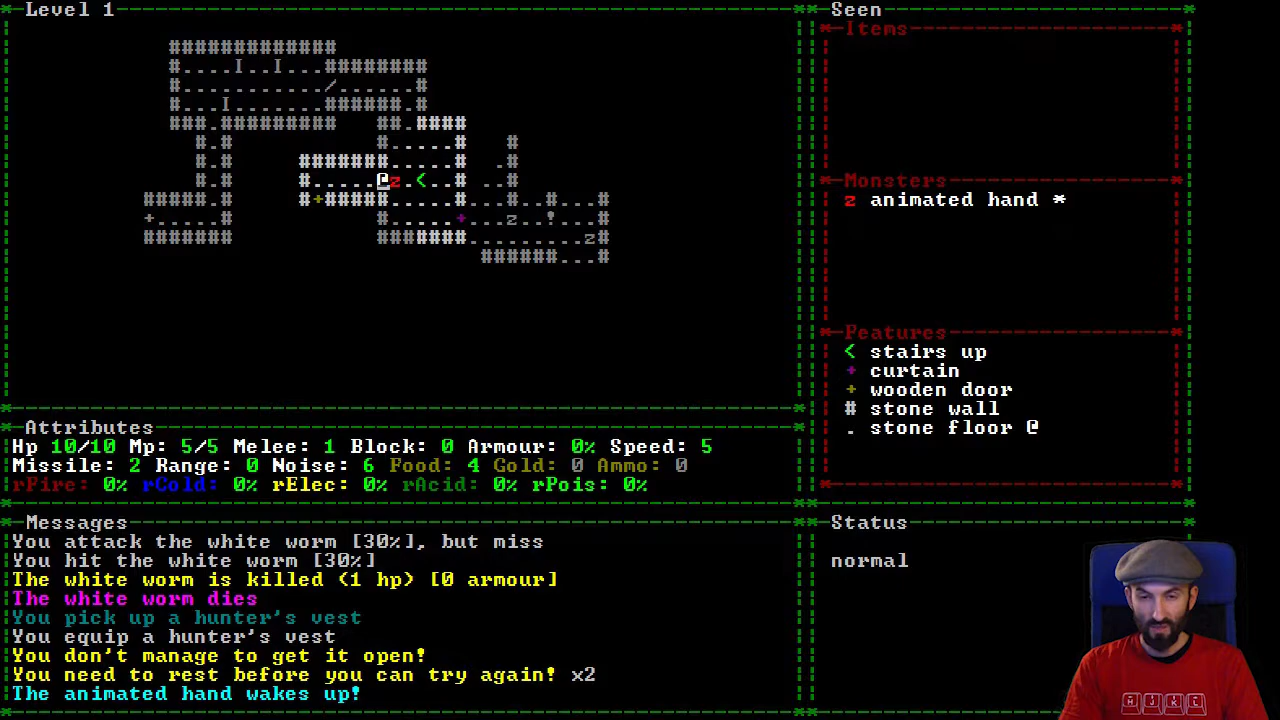 Level 1
Seen
Items
#############
#....I..I...########
#.........../......#
#...I.......######.#
###.######### ##.####
#.# #.....# #
#.# #######.....# .#
#.# #.....@z.<..# ..#
#####.# #+#####.....#...#..#...#
+.....# #.....+...z..!...#
####### #######.........z#
######...#
Monsters
z animated hand *
Features
< stairs up
+ curtain
+ wooden door
# stone wall
. stone floor @
Attributes
Hp 10/10 Mp: 5/5 Melee: 1 Block: 0 Armour: 0% Speed: 5
Missile: 2 Range: 0 Noise: 6 Food: 4 Gold: 0 Ammo: 0
rFire: 0% rCold: 0% rElec: 0% rAcid: 0% rPois: 0%
Messages
You attack the white worm [30%], but miss
You hit the white worm [30%]
The white worm is killed (1 hp) [0 armour]
The white worm dies
You pick up a hunter's vest
You equip a hunter's vest
You don't manage to get it open!
You need to rest before you can try again! x2
The animated hand wakes up!
Status
normal
H J K L